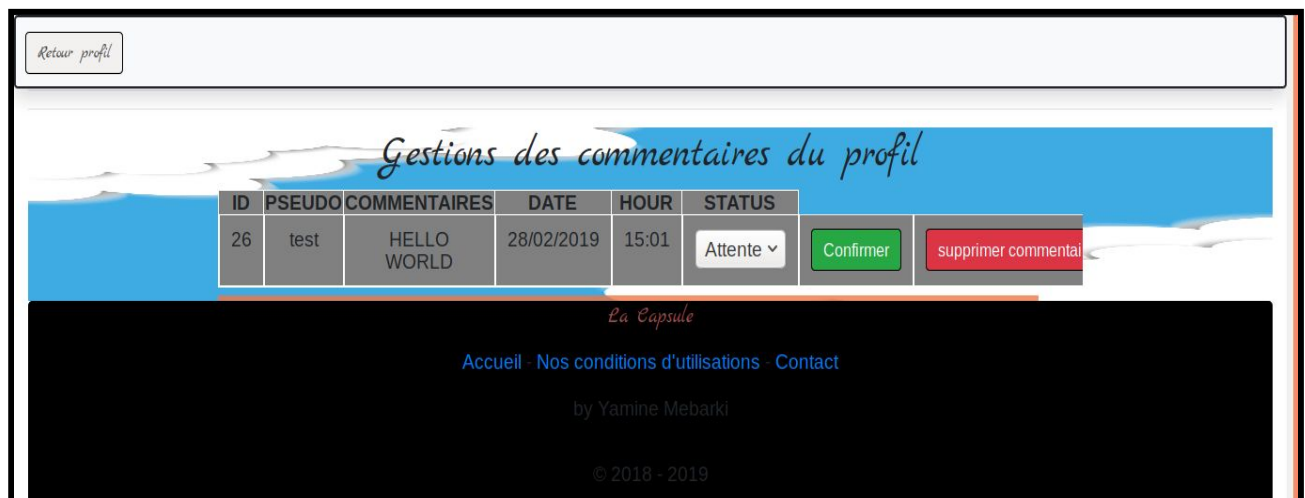 Retour profil
Gestions des commentaires du profil
ID PSEUDO COMMENTAIRES DATE HOUR STATUS
26 test HELLO 28/02/2019 15:01 Attente Confirmer supprimer commentai
WORLD
La Capsule
Accueil - Nos conditions d'utilisations - Contact
by Yamine Mebarki
© 2018 - 2019